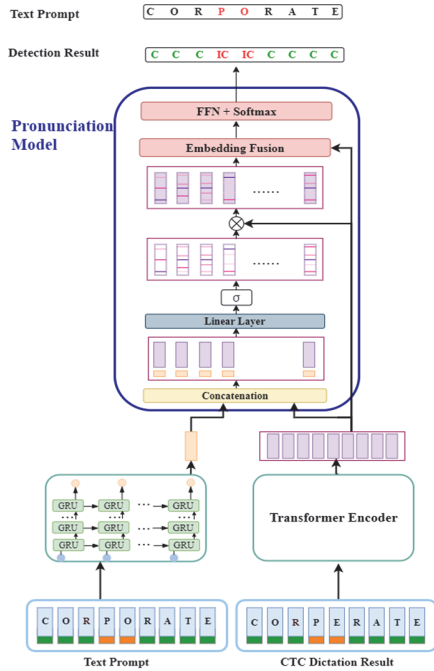 Text Prompt C O R P O R A T E
Detection Result C C C IC IC C C C C
Pronunciation
Model
FFN + Softmax
Embedding Fusion
......
......
σ
Linear Layer
Concatenation
GRU GRU ... GRU
... ... ...
GRU GRU ... GRU
GRU GRU ... GRU
Transformer Encoder
C O R P O R A T E
C O R P E R A T E
Text Prompt
CTC Dictation Result